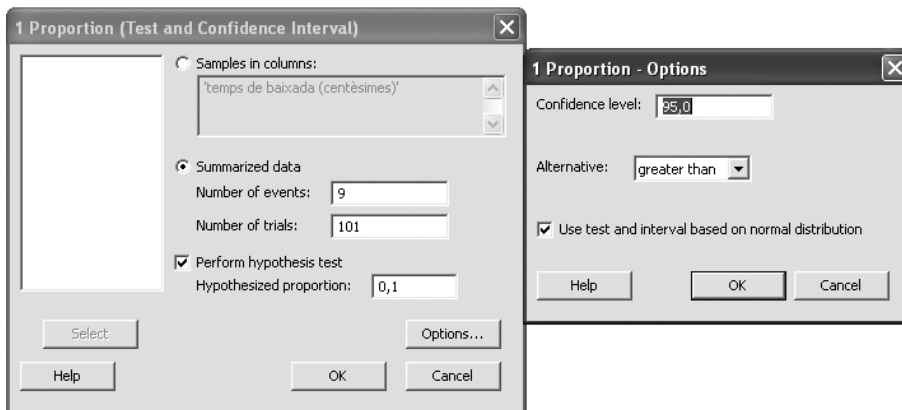 1 Proportion (Test and Confidence Interval)
Samples in columns:
'temps de baixada (centèsimes)'
Summarized data
Number of events: 9
Number of trials: 101
Perform hypothesis test
Hypothesized proportion: 0,1
Select
Options...
Help
OK
Cancel
1 Proportion - Options
Confidence level: 95,0
Alternative: greater than
Use test and interval based on normal distribution
Help
OK
Cancel